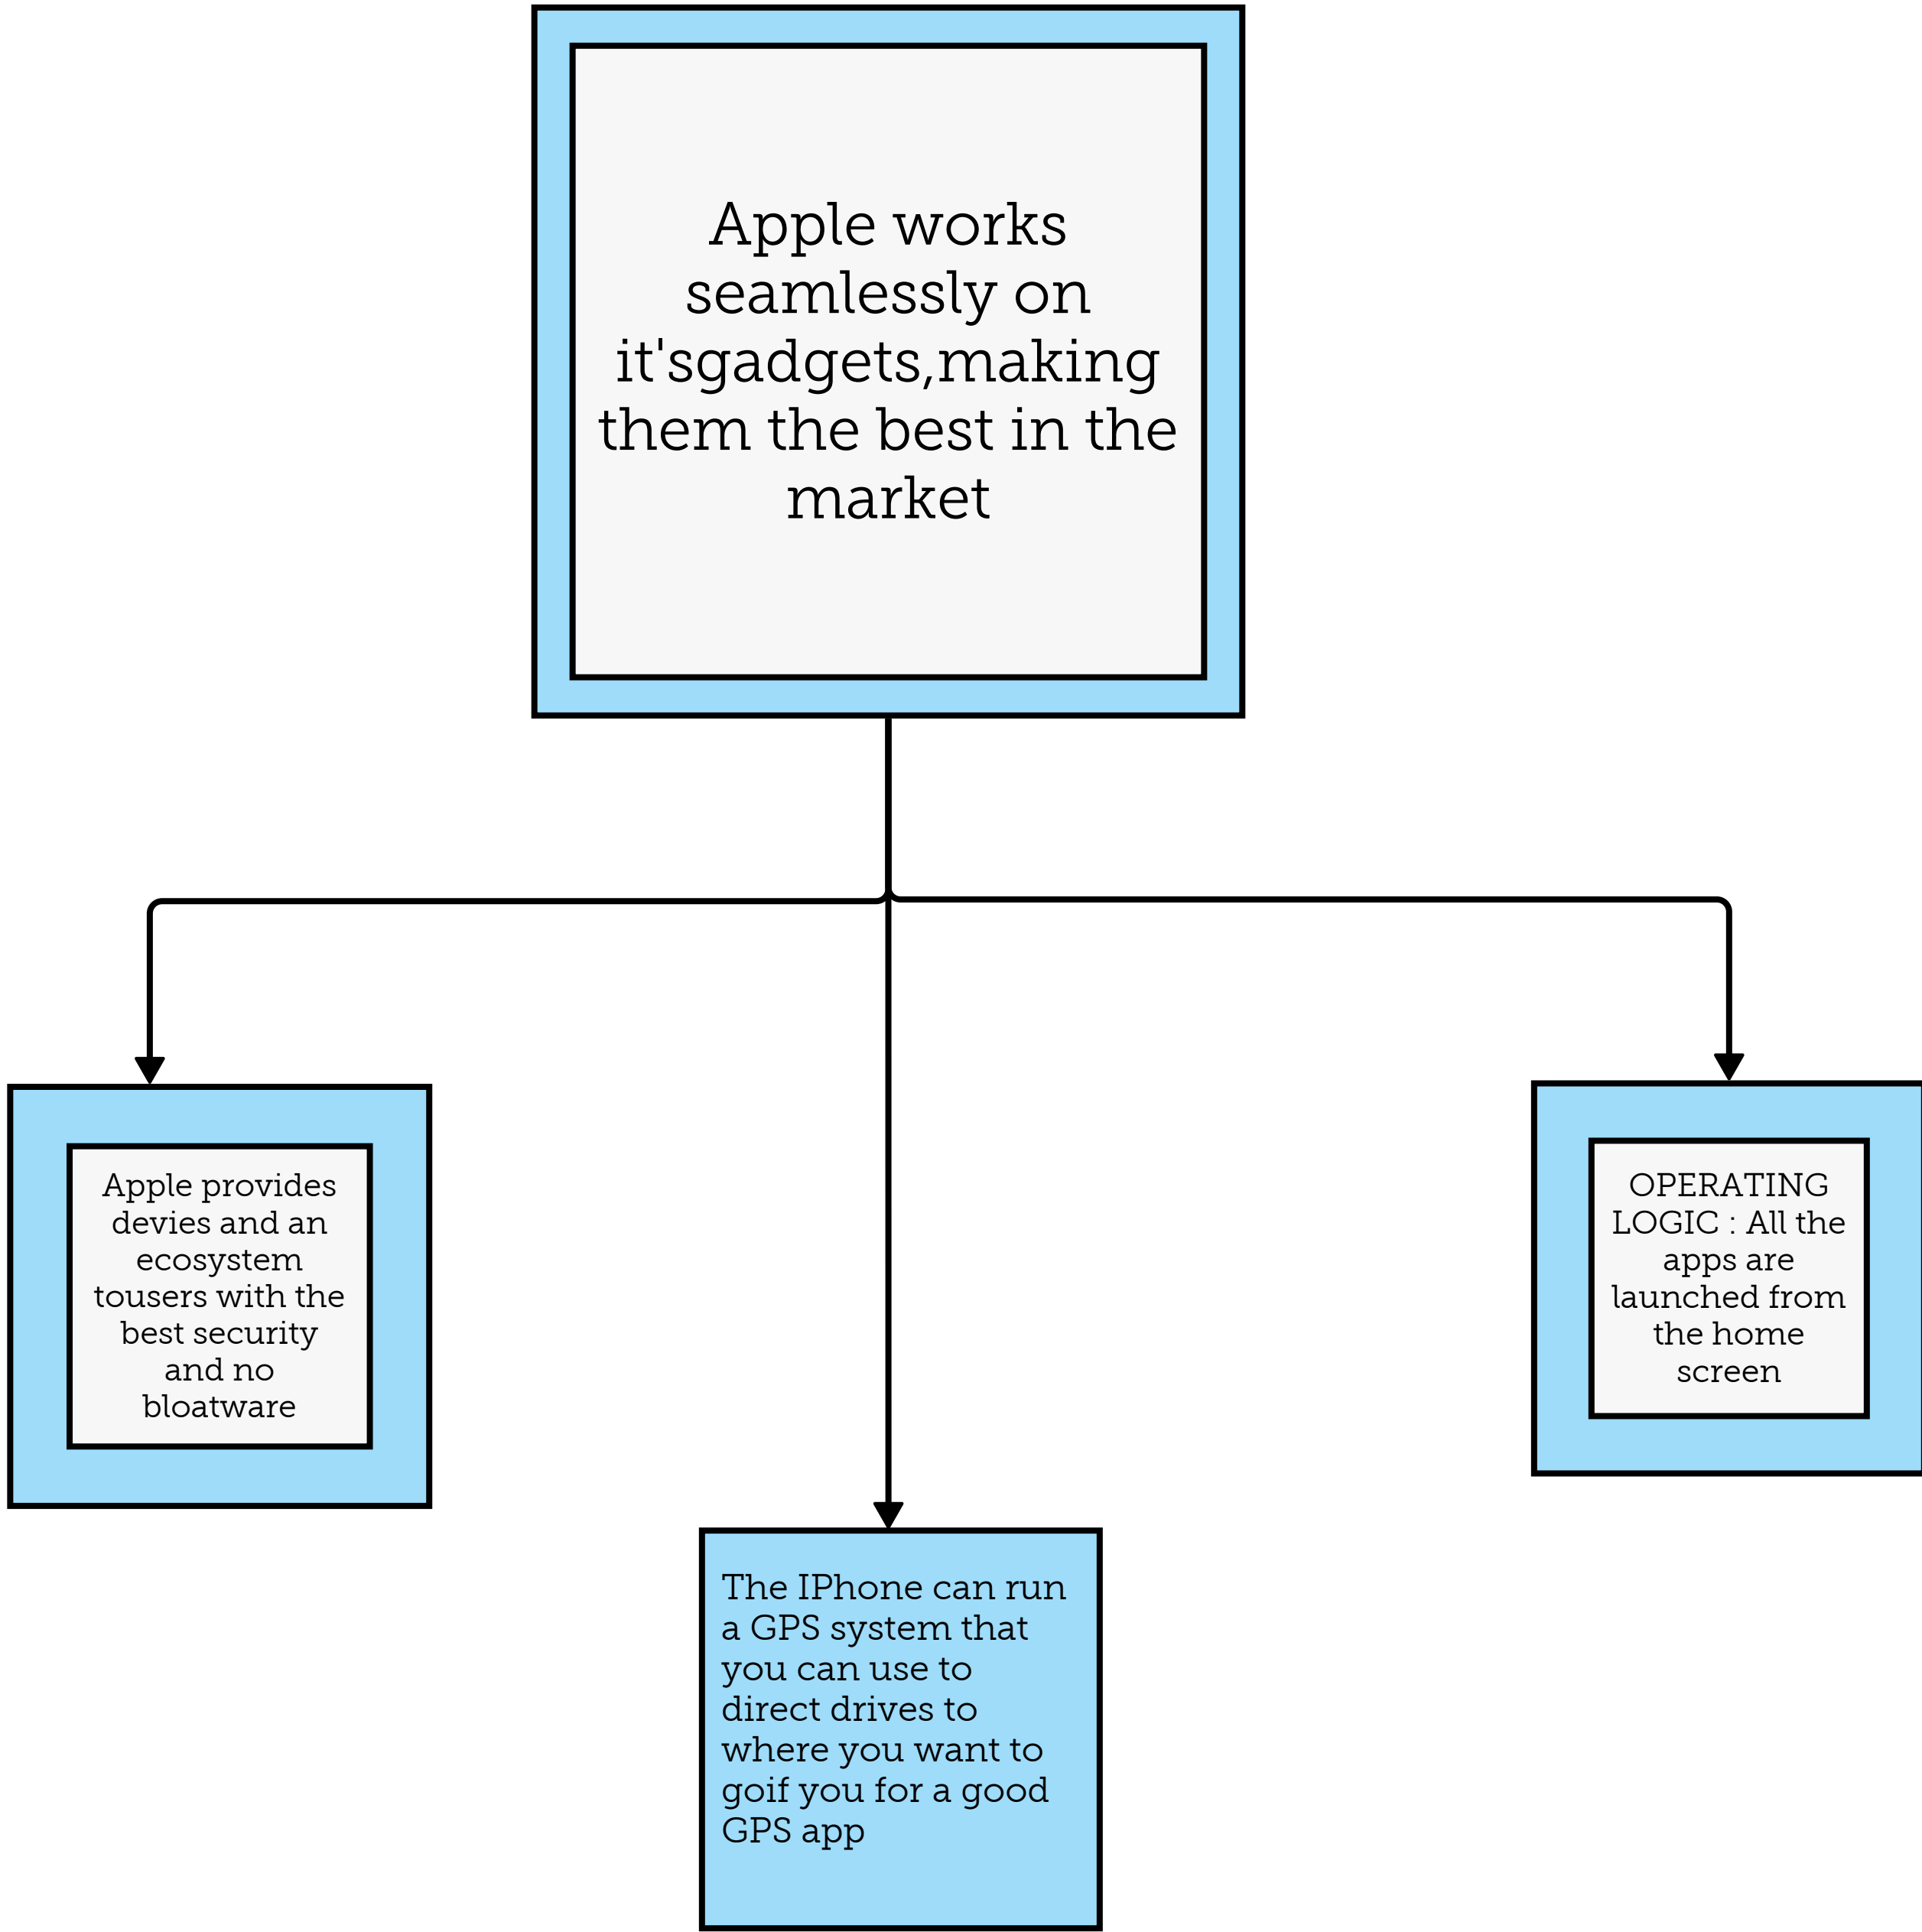 Apple works
seamlessly on
it'sgadgets,making
them the best in the
market
Apple provides
devies and an
ecosystem
tousers with the
best security
and no
bloatware
OPERATING
LOGIC : All the
apps are
launched from
the home
screen
The IPhone can run
a GPS system that
you can use to
direct drives to
where you want to
goif you for a good
GPS app